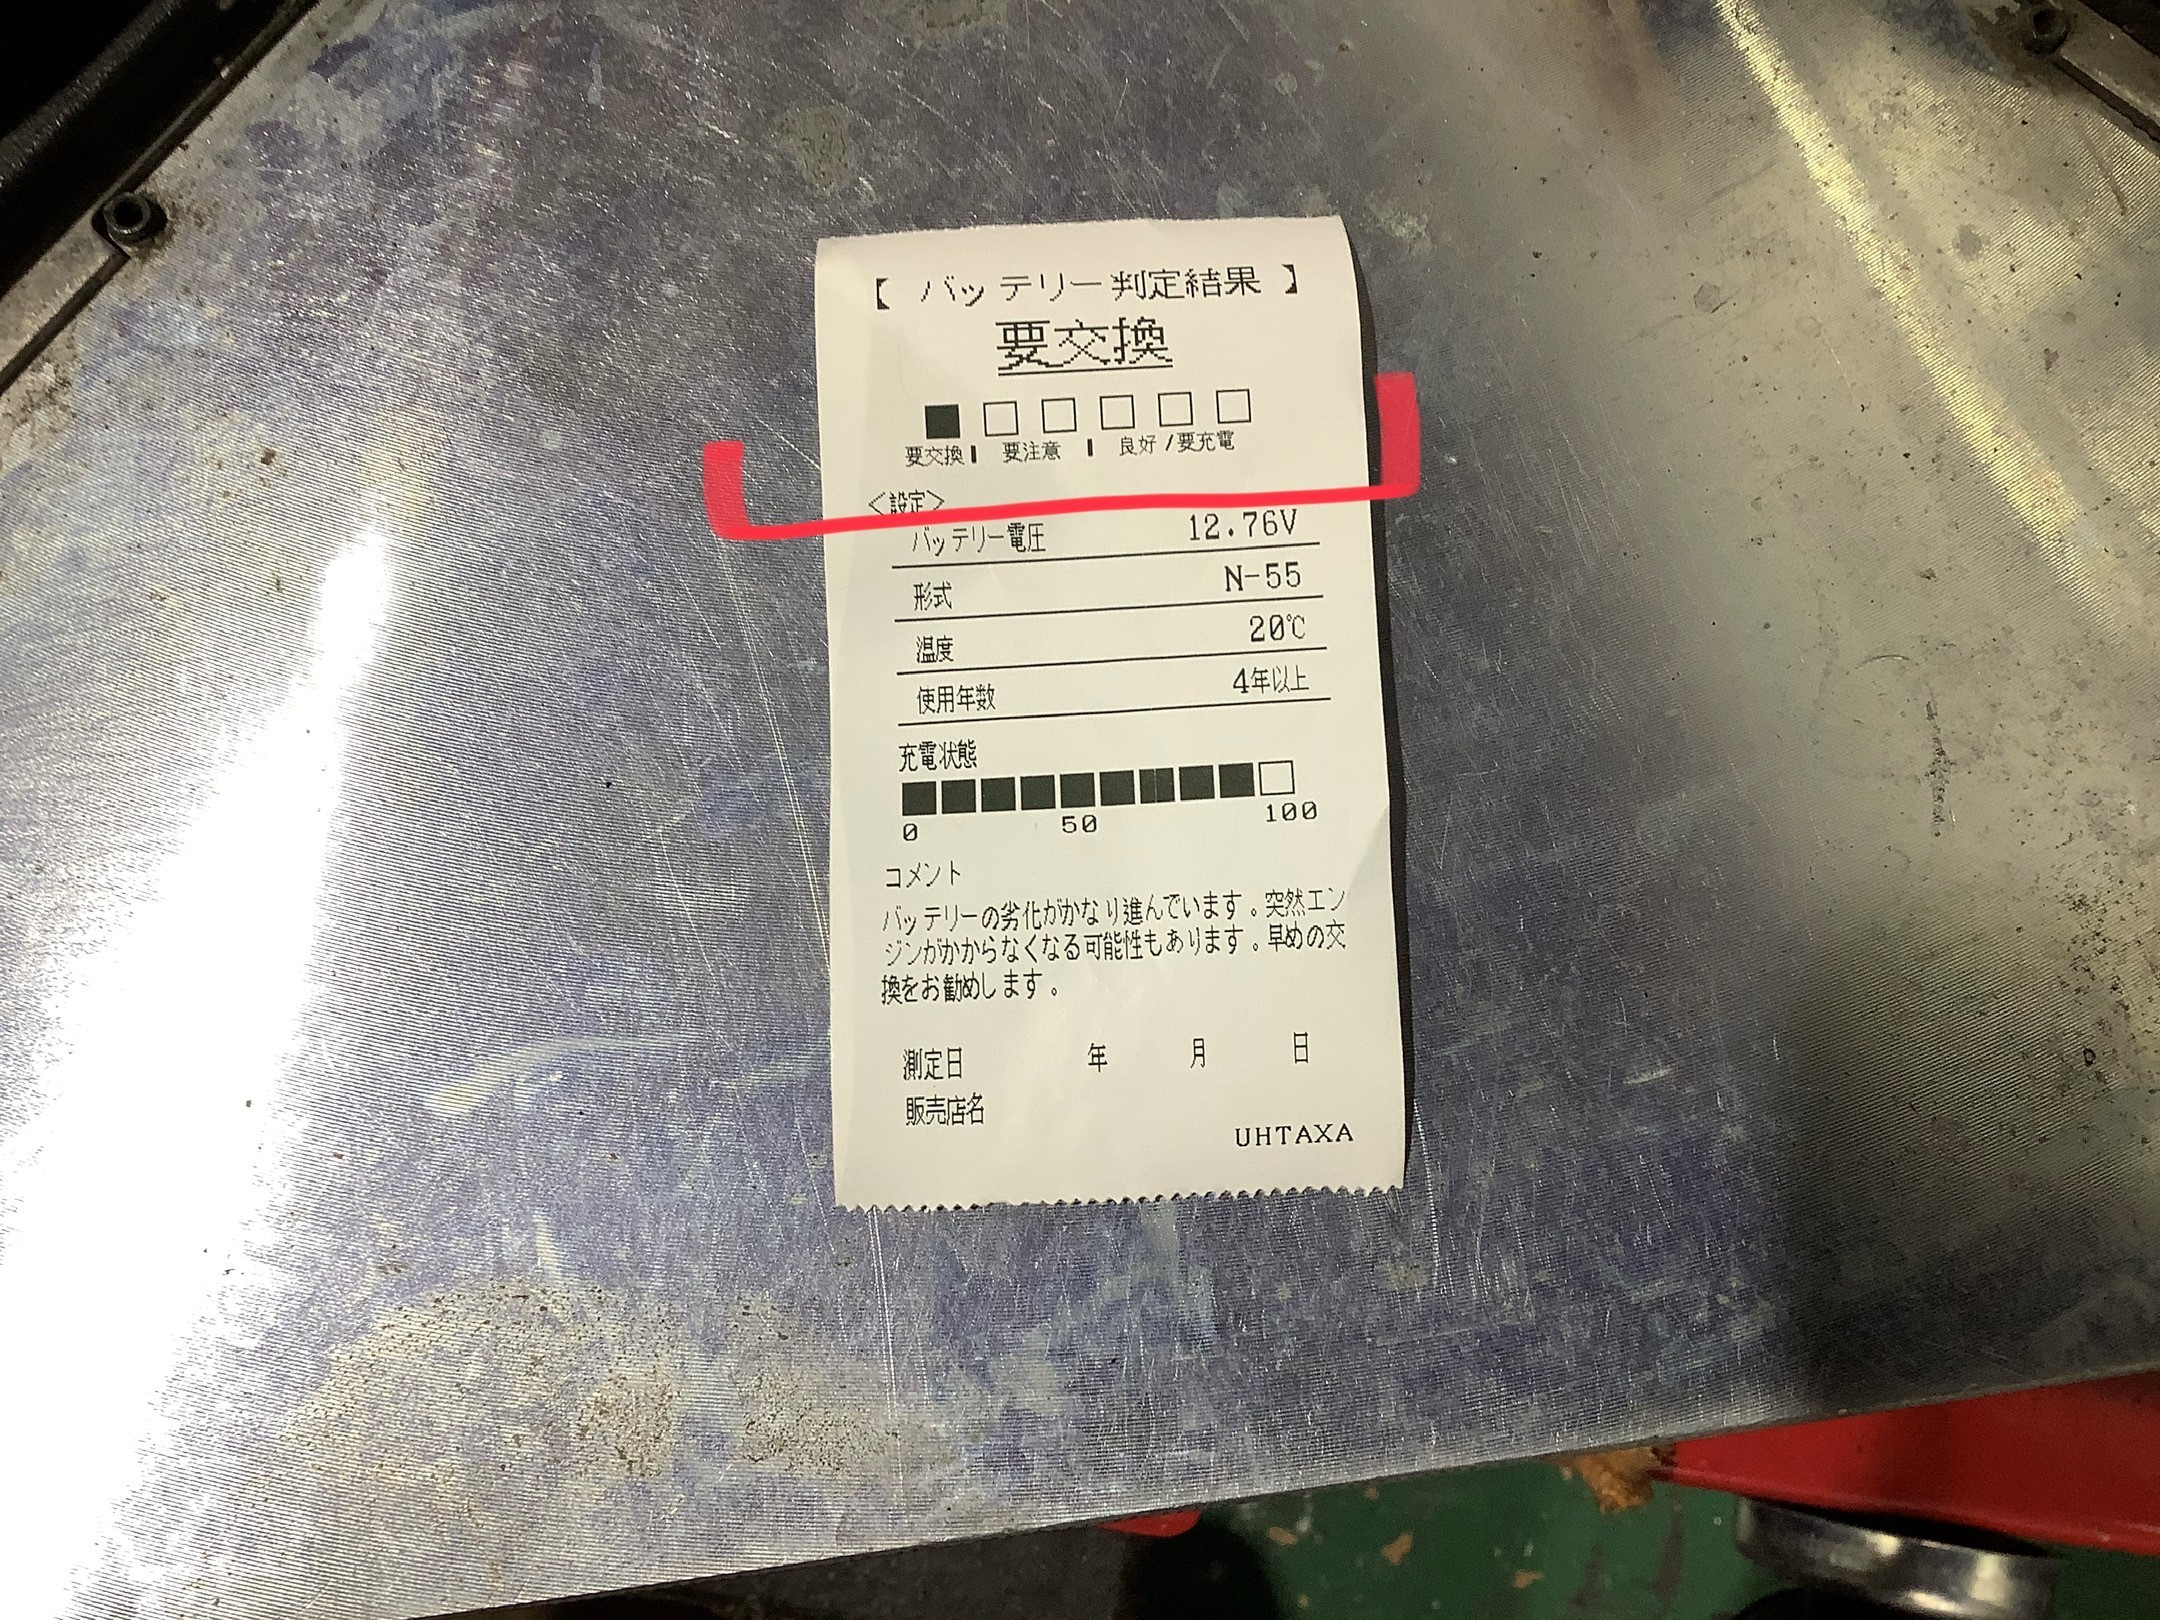 【 バッテリー判定結果 】
要交換
要交換 | 要注意 | 良好/要充電
<設定>
バッテリー電圧 12.76V
形式 N-55
温度 20℃
使用年数 4年以上
充電状態
0 50 100
コメント
バッテリーの劣化がかなり進んでいます。突然エン
ジンがかからなくなる可能性もあります。早めの交
換をお勧めします。
測定日 年 月 日
販売店名
UHTAXA